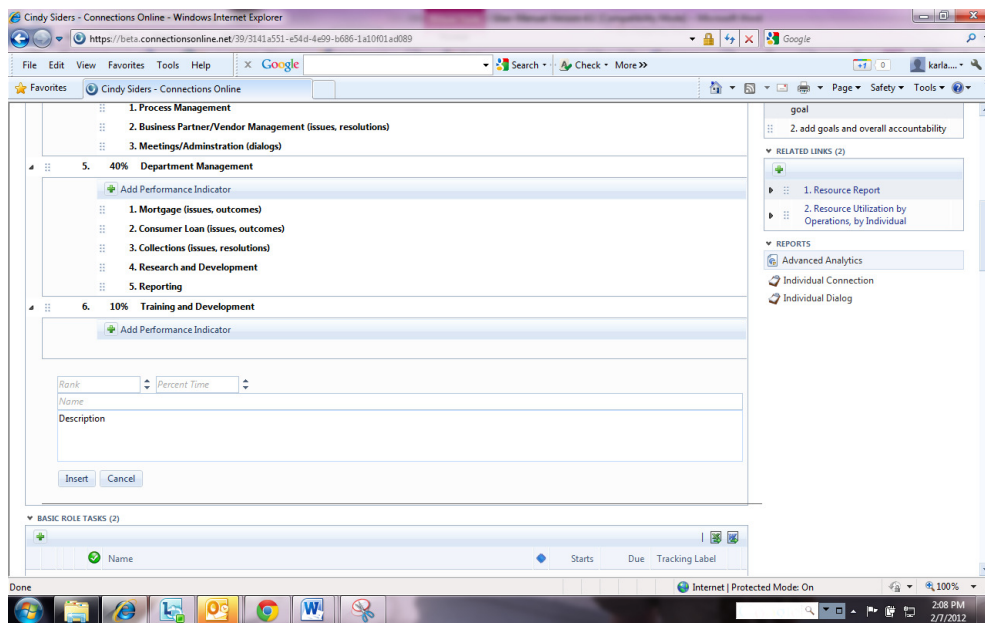 Cindy Siders - Connections Online - Windows Internet Explorer
https://beta.connectionsonline.net/39/3141a551-e54d-4e99-b686-1a10f01ad089
Google
File Edit View Favorites Tools Help
x Google
Search
Check
More >>
+1 0
karla....
Favorites
Cindy Siders - Connections Online
Page Safety Tools
1. Process Management
2. Business Partner/Vendor Management (issues, resolutions)
3. Meetings/Adminstration (dialogs)
5. 40% Department Management
Add Performance Indicator
1. Mortgage (issues, outcomes)
2. Consumer Loan (issues, outcomes)
3. Collections (issues, resolutions)
4. Research and Development
5. Reporting
6. 10% Training and Development
Add Performance Indicator
Rank Percent Time
Name
Description
Insert Cancel
BASIC ROLE TASKS (2)
Name Starts Due Tracking Label
goal
2. add goals and overall accountability
RELATED LINKS (2)
1. Resource Report
2. Resource Utilization by
Operations, by Individual
REPORTS
Advanced Analytics
Individual Connection
Individual Dialog
Done
Internet | Protected Mode: On
100%
2:08 PM
2/7/2012